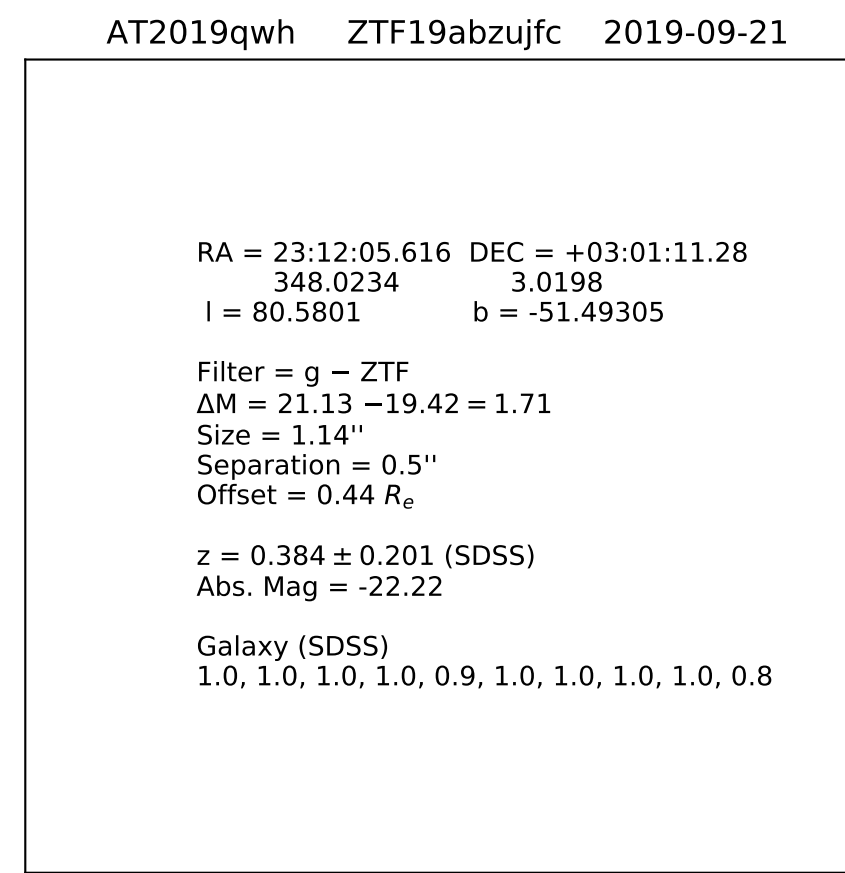 AT2019qwh ZTF19abzujfc 2019-09-21
RA = 23:12:05.616 DEC = +03:01:11.28
348.0234 3.0198
l = 80.5801 b = -51.49305
Filter = g − ZTF
ΔM = 21.13 −19.42 = 1.71
Size = 1.14''
Separation = 0.5''
Offset = 0.44 Re
z = 0.384 ± 0.201 (SDSS)
Abs. Mag = -22.22
Galaxy (SDSS)
1.0, 1.0, 1.0, 1.0, 0.9, 1.0, 1.0, 1.0, 1.0, 0.8